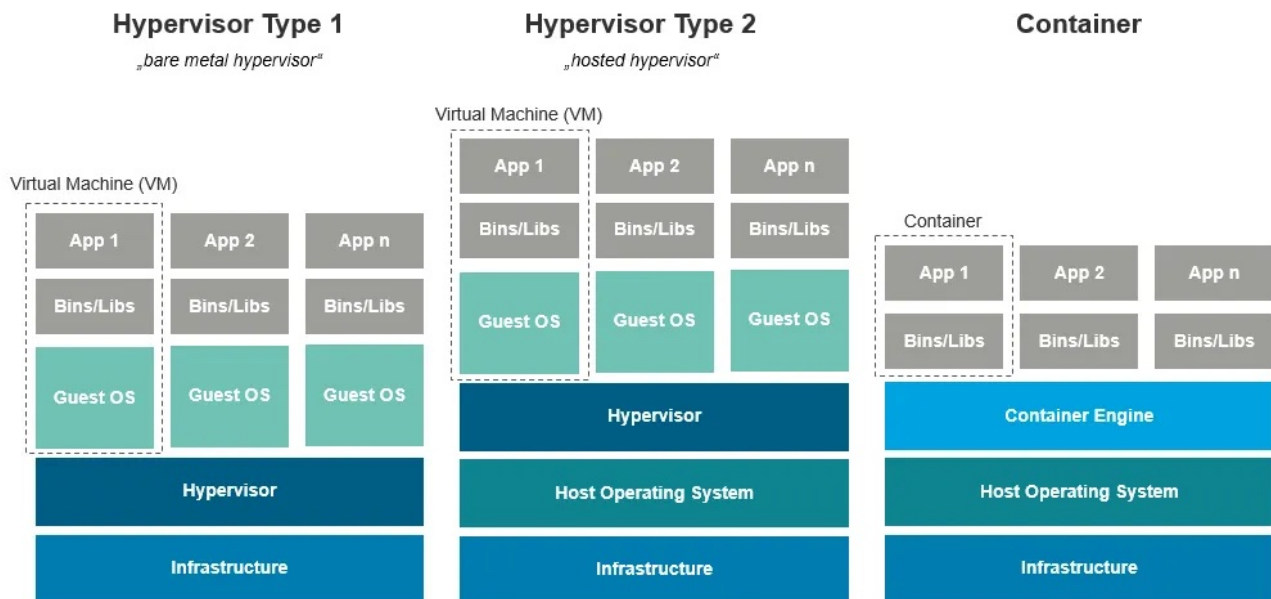 Hypervisor Type 1
„bare metal hypervisor“
Virtual Machine (VM)
App 1
App 2
App n
Bins/Libs
Bins/Libs
Bins/Libs
Guest OS
Guest OS
Guest OS
Hypervisor
Infrastructure
Hypervisor Type 2
„hosted hypervisor“
Virtual Machine (VM)
App 1
App 2
App n
Bins/Libs
Bins/Libs
Bins/Libs
Guest OS
Guest OS
Guest OS
Hypervisor
Host Operating System
Infrastructure
Container
Container
App 1
App 2
App n
Bins/Libs
Bins/Libs
Bins/Libs
Container Engine
Host Operating System
Infrastructure